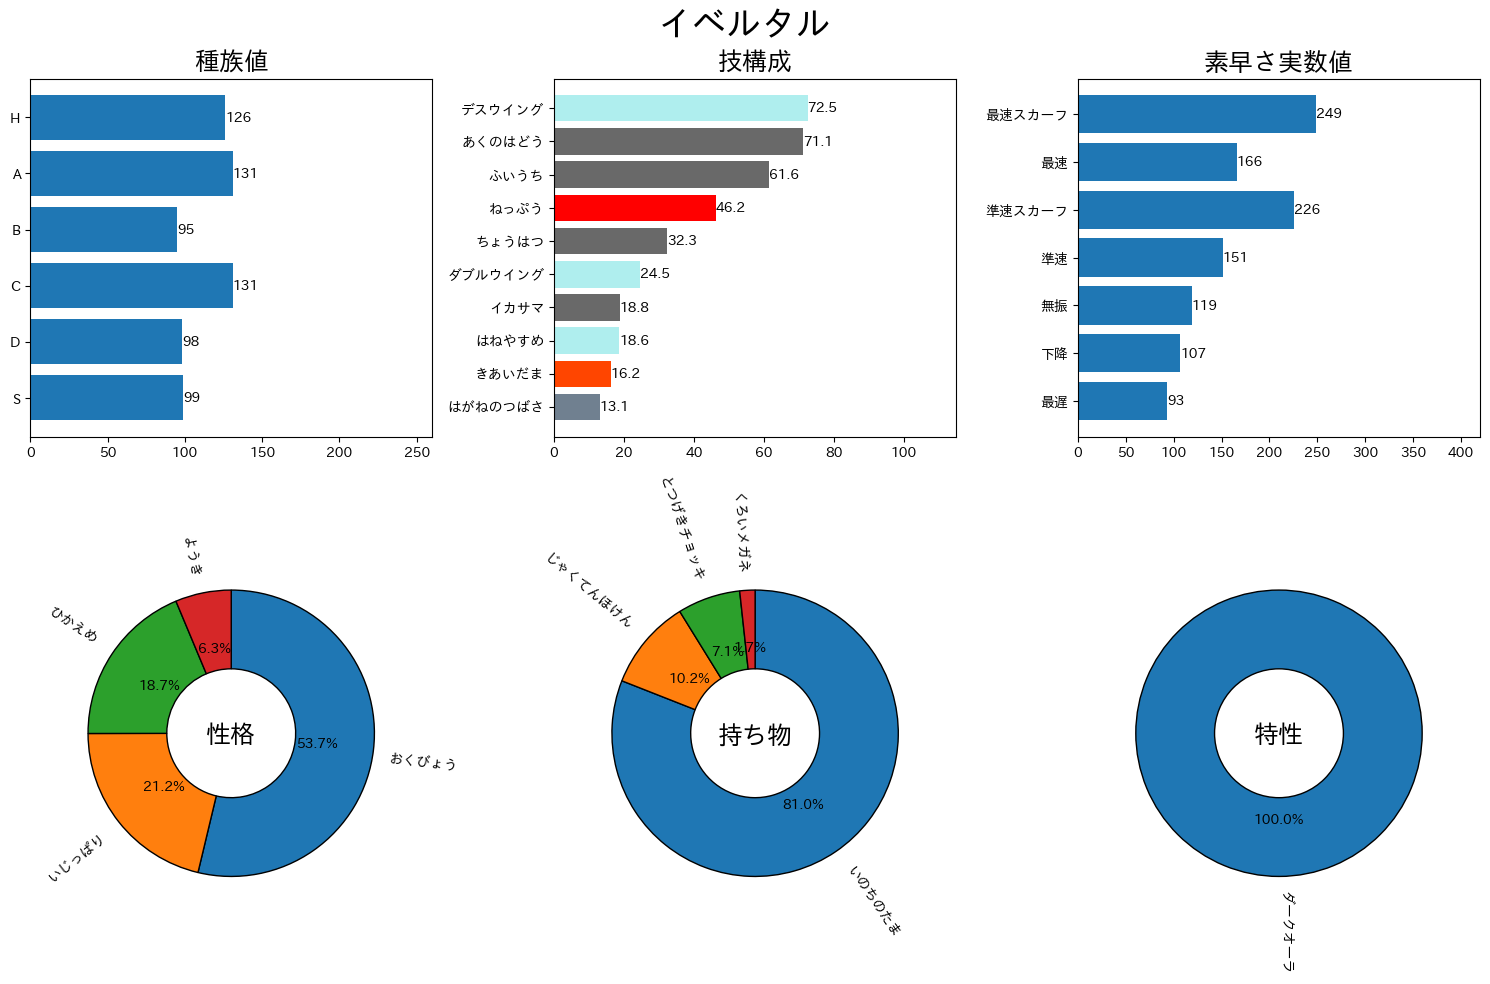 イベルタル
種族値
H
126
A
131
B
95
C
131
D
98
S
99
0 50 100 150 200 250
技構成
デスウイング
72.5
あくのはどう
71.1
ふいうち
61.6
ねっぷう
46.2
ちょうはつ
32.3
ダブルウイング
24.5
イカサマ
18.8
はねやすめ
18.6
きあいだま
16.2
はがねのつばさ
13.1
0 20 40 60 80 100
素早さ実数値
最速スカーフ
249
最速
166
準速スカーフ
226
準速
151
無振
119
下降
107
最遅
93
0 50 100 150 200 250 300 350 400
性格
おくびょう
53.7%
いじっぱり
21.2%
ひかえめ
18.7%
ようき
6.3%
持ち物
いのちのたま
81.0%
じゃくてんほけん
10.2%
とつげきチョッキ
7.1%
くろいメガネ
1.7%
特性
100.0%
ダークオーラ